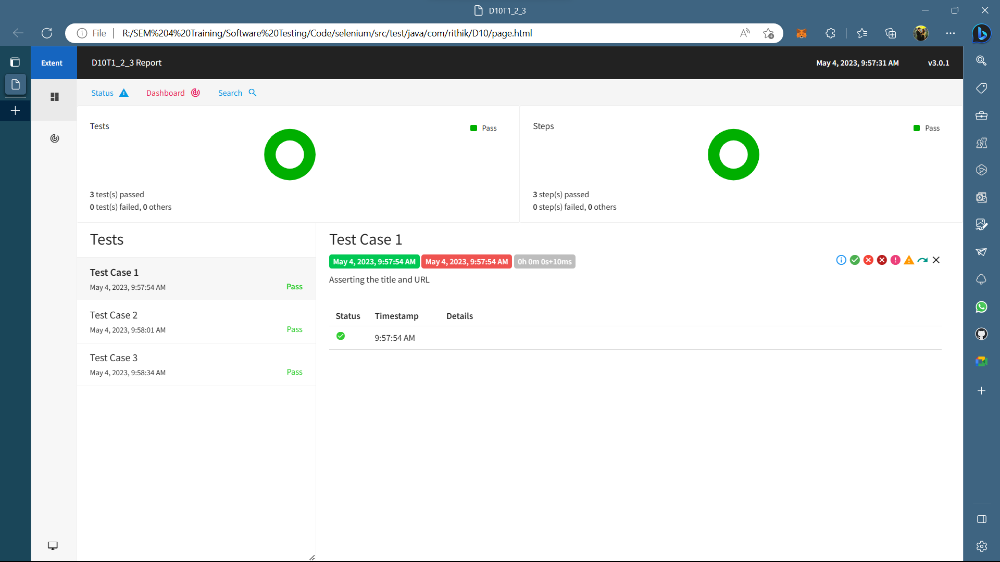 D10T1_2_3
File
R:/SEM%204%20Training/Software%20Testing/Code/selenium/src/test/java/com/rithik/D10/page.html
Extent
D10T1_2_3 Report
May 4, 2023, 9:57:31 AM
v3.0.1
Status
Dashboard
Search
Tests
Pass
3 test(s) passed
0 test(s) failed, 0 others
Steps
Pass
3 step(s) passed
0 step(s) failed, 0 others
Tests
Test Case 1
May 4, 2023, 9:57:54 AM
Pass
Test Case 2
May 4, 2023, 9:58:01 AM
Pass
Test Case 3
May 4, 2023, 9:58:34 AM
Pass
Test Case 1
May 4, 2023, 9:57:54 AM
May 4, 2023, 9:57:54 AM
0h 0m 0s+10ms
Asserting the title and URL
Status Timestamp Details
9:57:54 AM